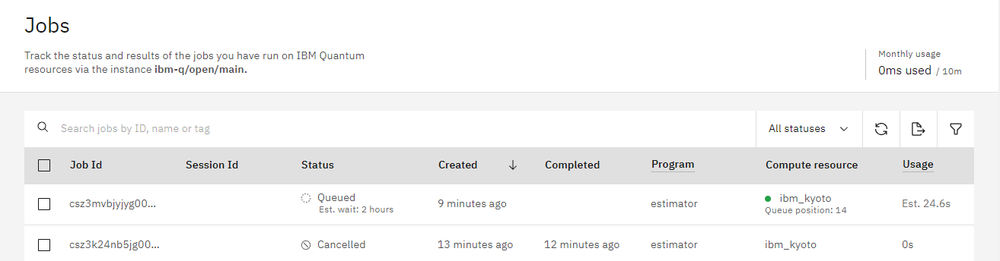 Jobs
Track the status and results of the jobs you have run on IBM Quantum
resources via the instance ibm-q/open/main.
Monthly usage
0ms used / 10m
Search jobs by ID, name or tag
All statuses
Job Id Session Id Status Created Completed Program Compute resource Usage
csz3mvbjyjyg00... Queued 9 minutes ago estimator ibm_kyoto Est. 24.6s
Est. wait: 2 hours Queue position: 14
csz3k24nb5jg00... Cancelled 13 minutes ago 12 minutes ago estimator ibm_kyoto 0s